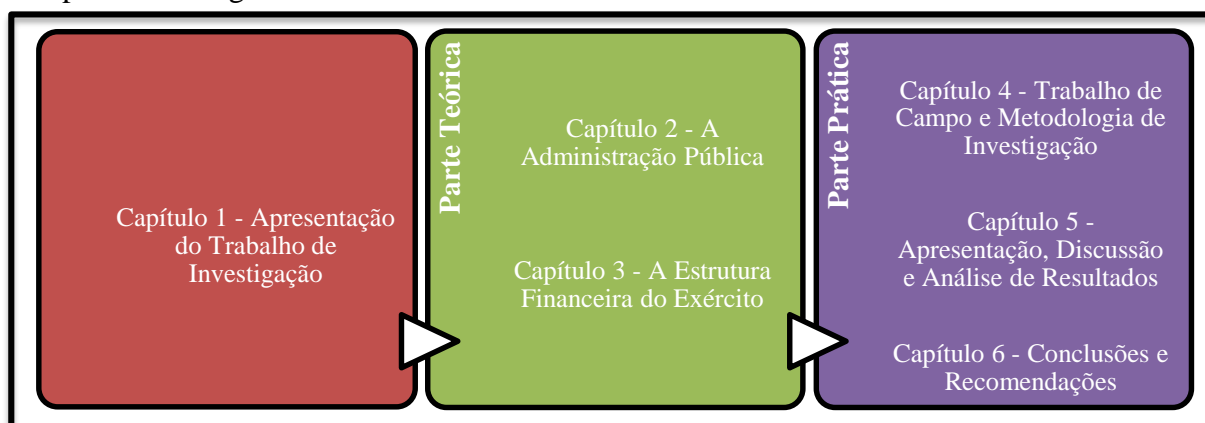 Capítulo 1 - Apresentação
do Trabalho de
Investigação
Parte Teórica
Capítulo 2 - A
Administração Pública
Capítulo 3 - A Estrutura
Financeira do Exército
Parte Prática
Capítulo 4 - Trabalho de
Campo e Metodologia de
Investigação
Capítulo 5 -
Apresentação, Discussão
e Análise de Resultados
Capítulo 6 - Conclusões e
Recomendações